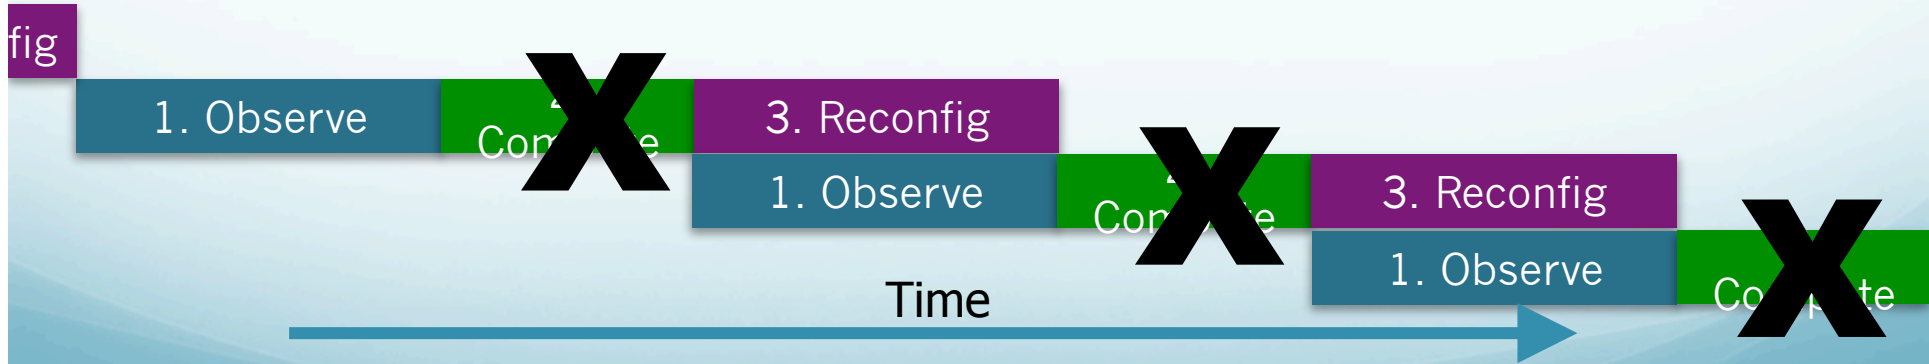 fig
1. Observe
3. Reconfig
1. Observe
3. Reconfig
1. Observe
Time